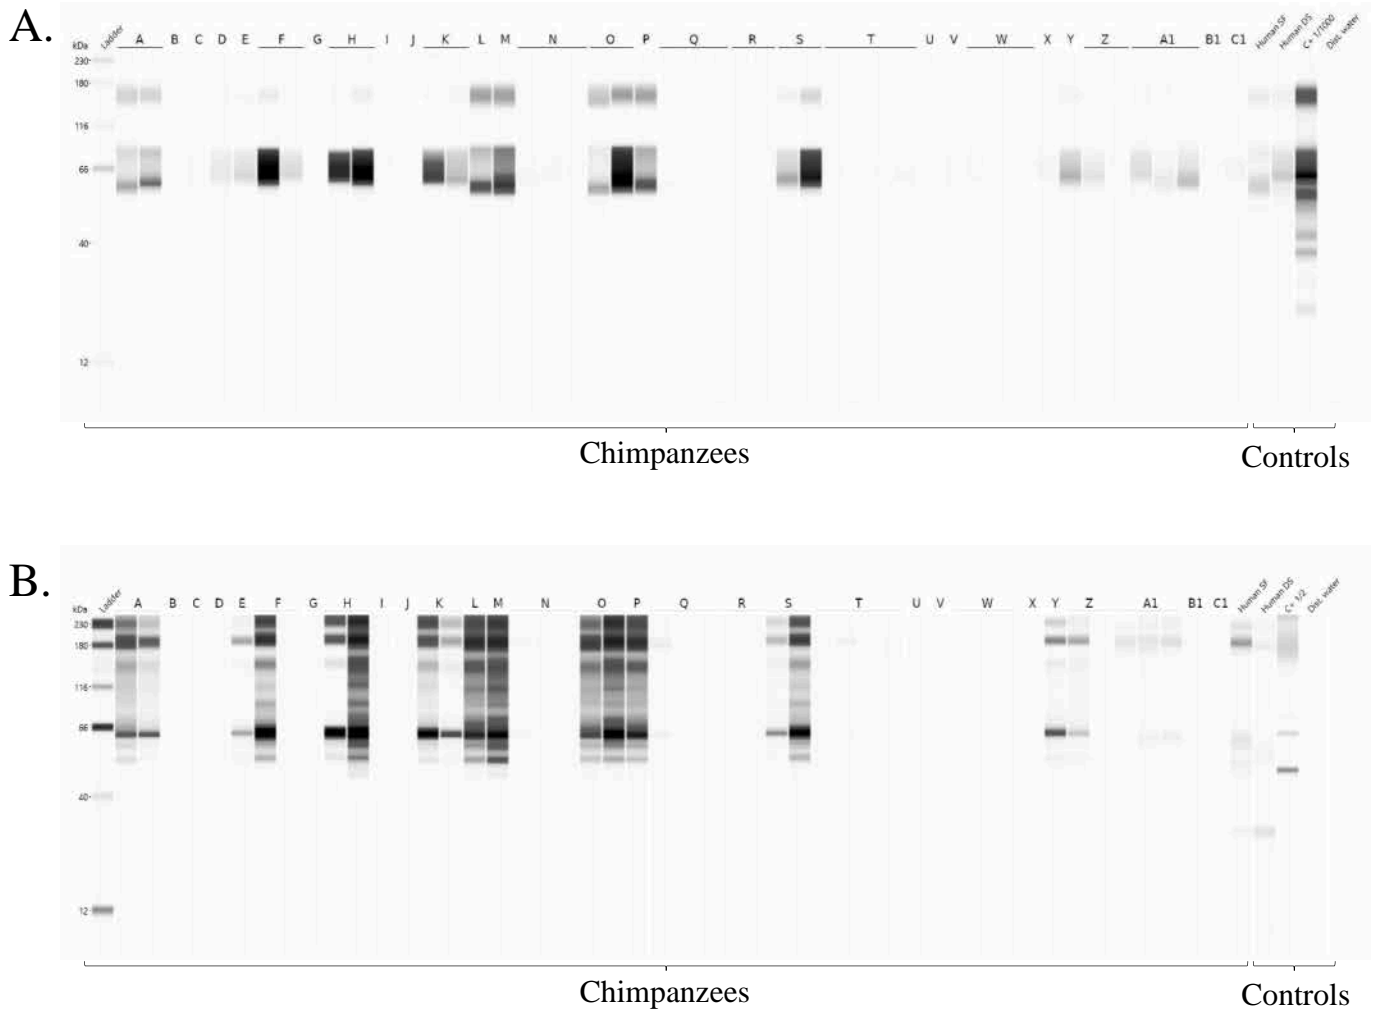 A.
kDa Ladder A B C D E F G H I J K L M N O P Q R S T U V W X Y Z A1 B1 C1 Human SF Human DS C+ 1/1000 Dist. water
230
180
116
66
40
12
Chimpanzees Controls
B.
kDa Ladder A B C D E F G H I J K L M N O P Q R S T U V W X Y Z A1 B1 C1 Human SF Human DS C+ 1/2 Dist. water
230
180
116
66
40
12
Chimpanzees Controls